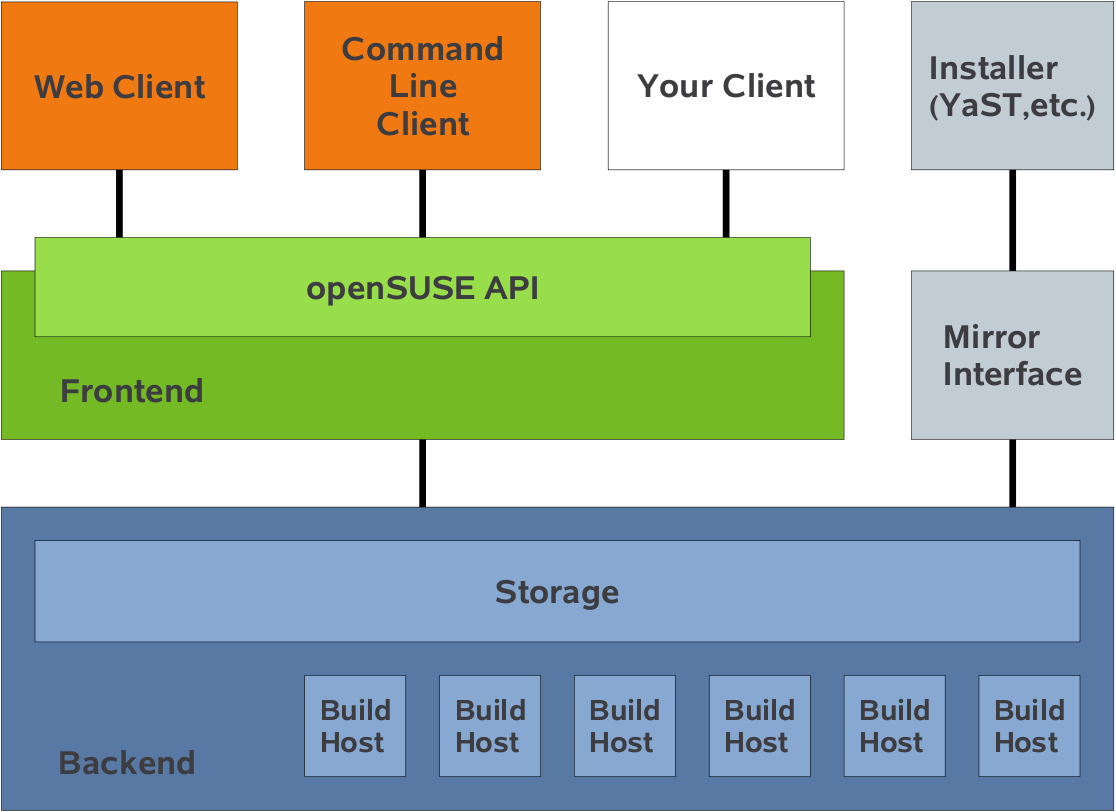 Web Client
Command
Line
Client
Your Client
Installer
(YaST,etc.)
openSUSE API
Frontend
Mirror
Interface
Storage
Backend
Build
Host
Build
Host
Build
Host
Build
Host
Build
Host
Build
Host